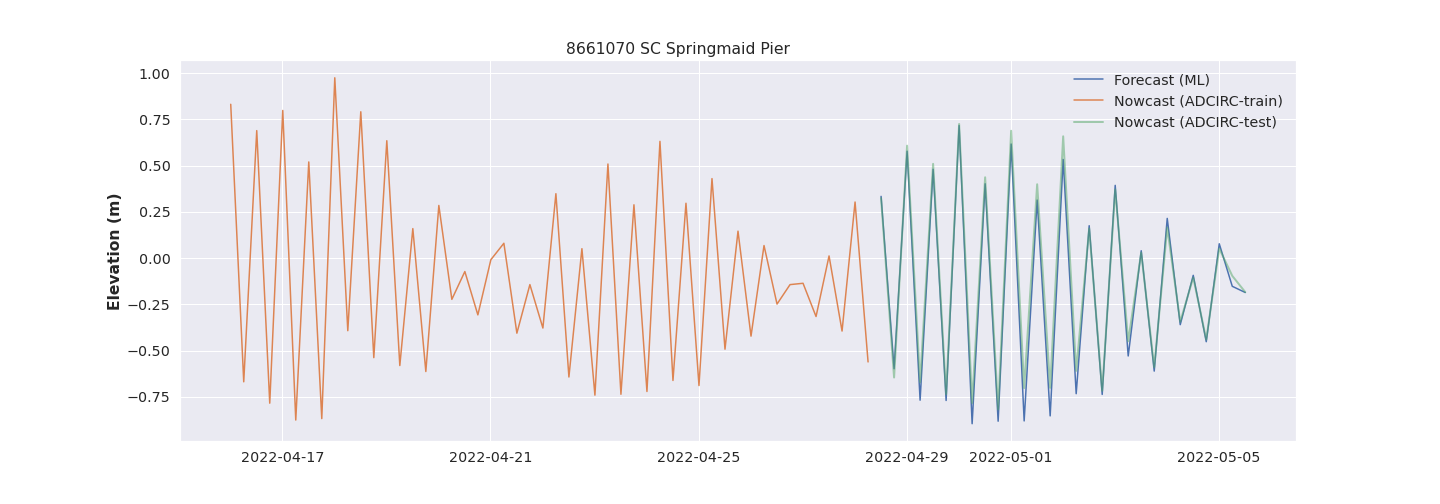 8661070 SC Springmaid Pier
Elevation (m)
1.00
0.75
0.50
0.25
0.00
−0.25
−0.50
−0.75
Forecast (ML)
Nowcast (ADCIRC-train)
Nowcast (ADCIRC-test)
2022-04-17 2022-04-21 2022-04-25 2022-04-29 2022-05-01 2022-05-05